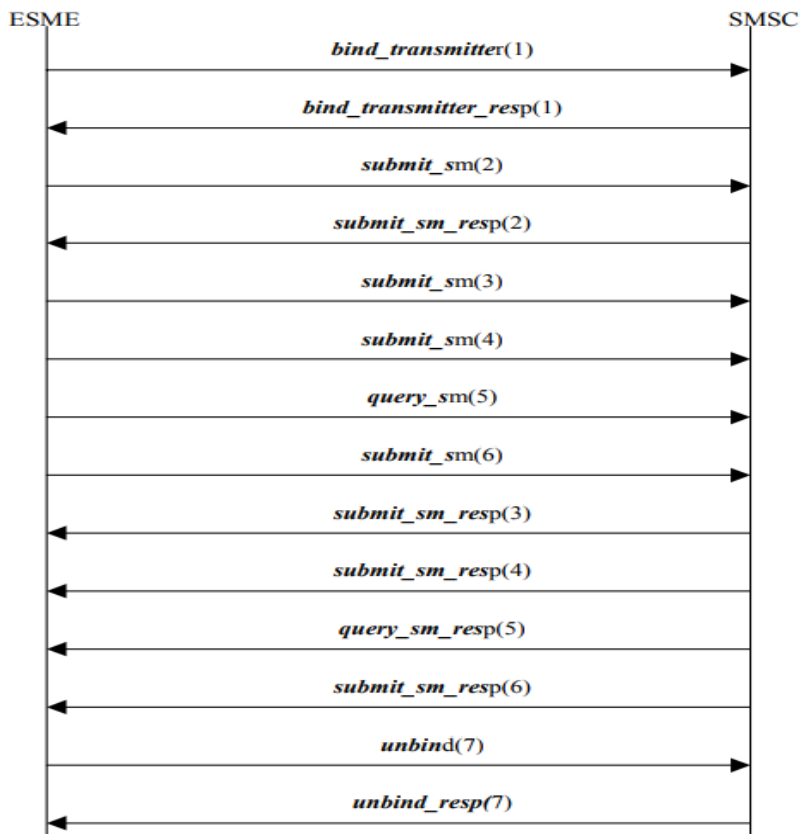 ESME SMSC
bind_transmitter(1)
bind_transmitter_resp(1)
submit_sm(2)
submit_sm_resp(2)
submit_sm(3)
submit_sm(4)
query_sm(5)
submit_sm(6)
submit_sm_resp(3)
submit_sm_resp(4)
query_sm_resp(5)
submit_sm_resp(6)
unbind(7)
unbind_resp(7)